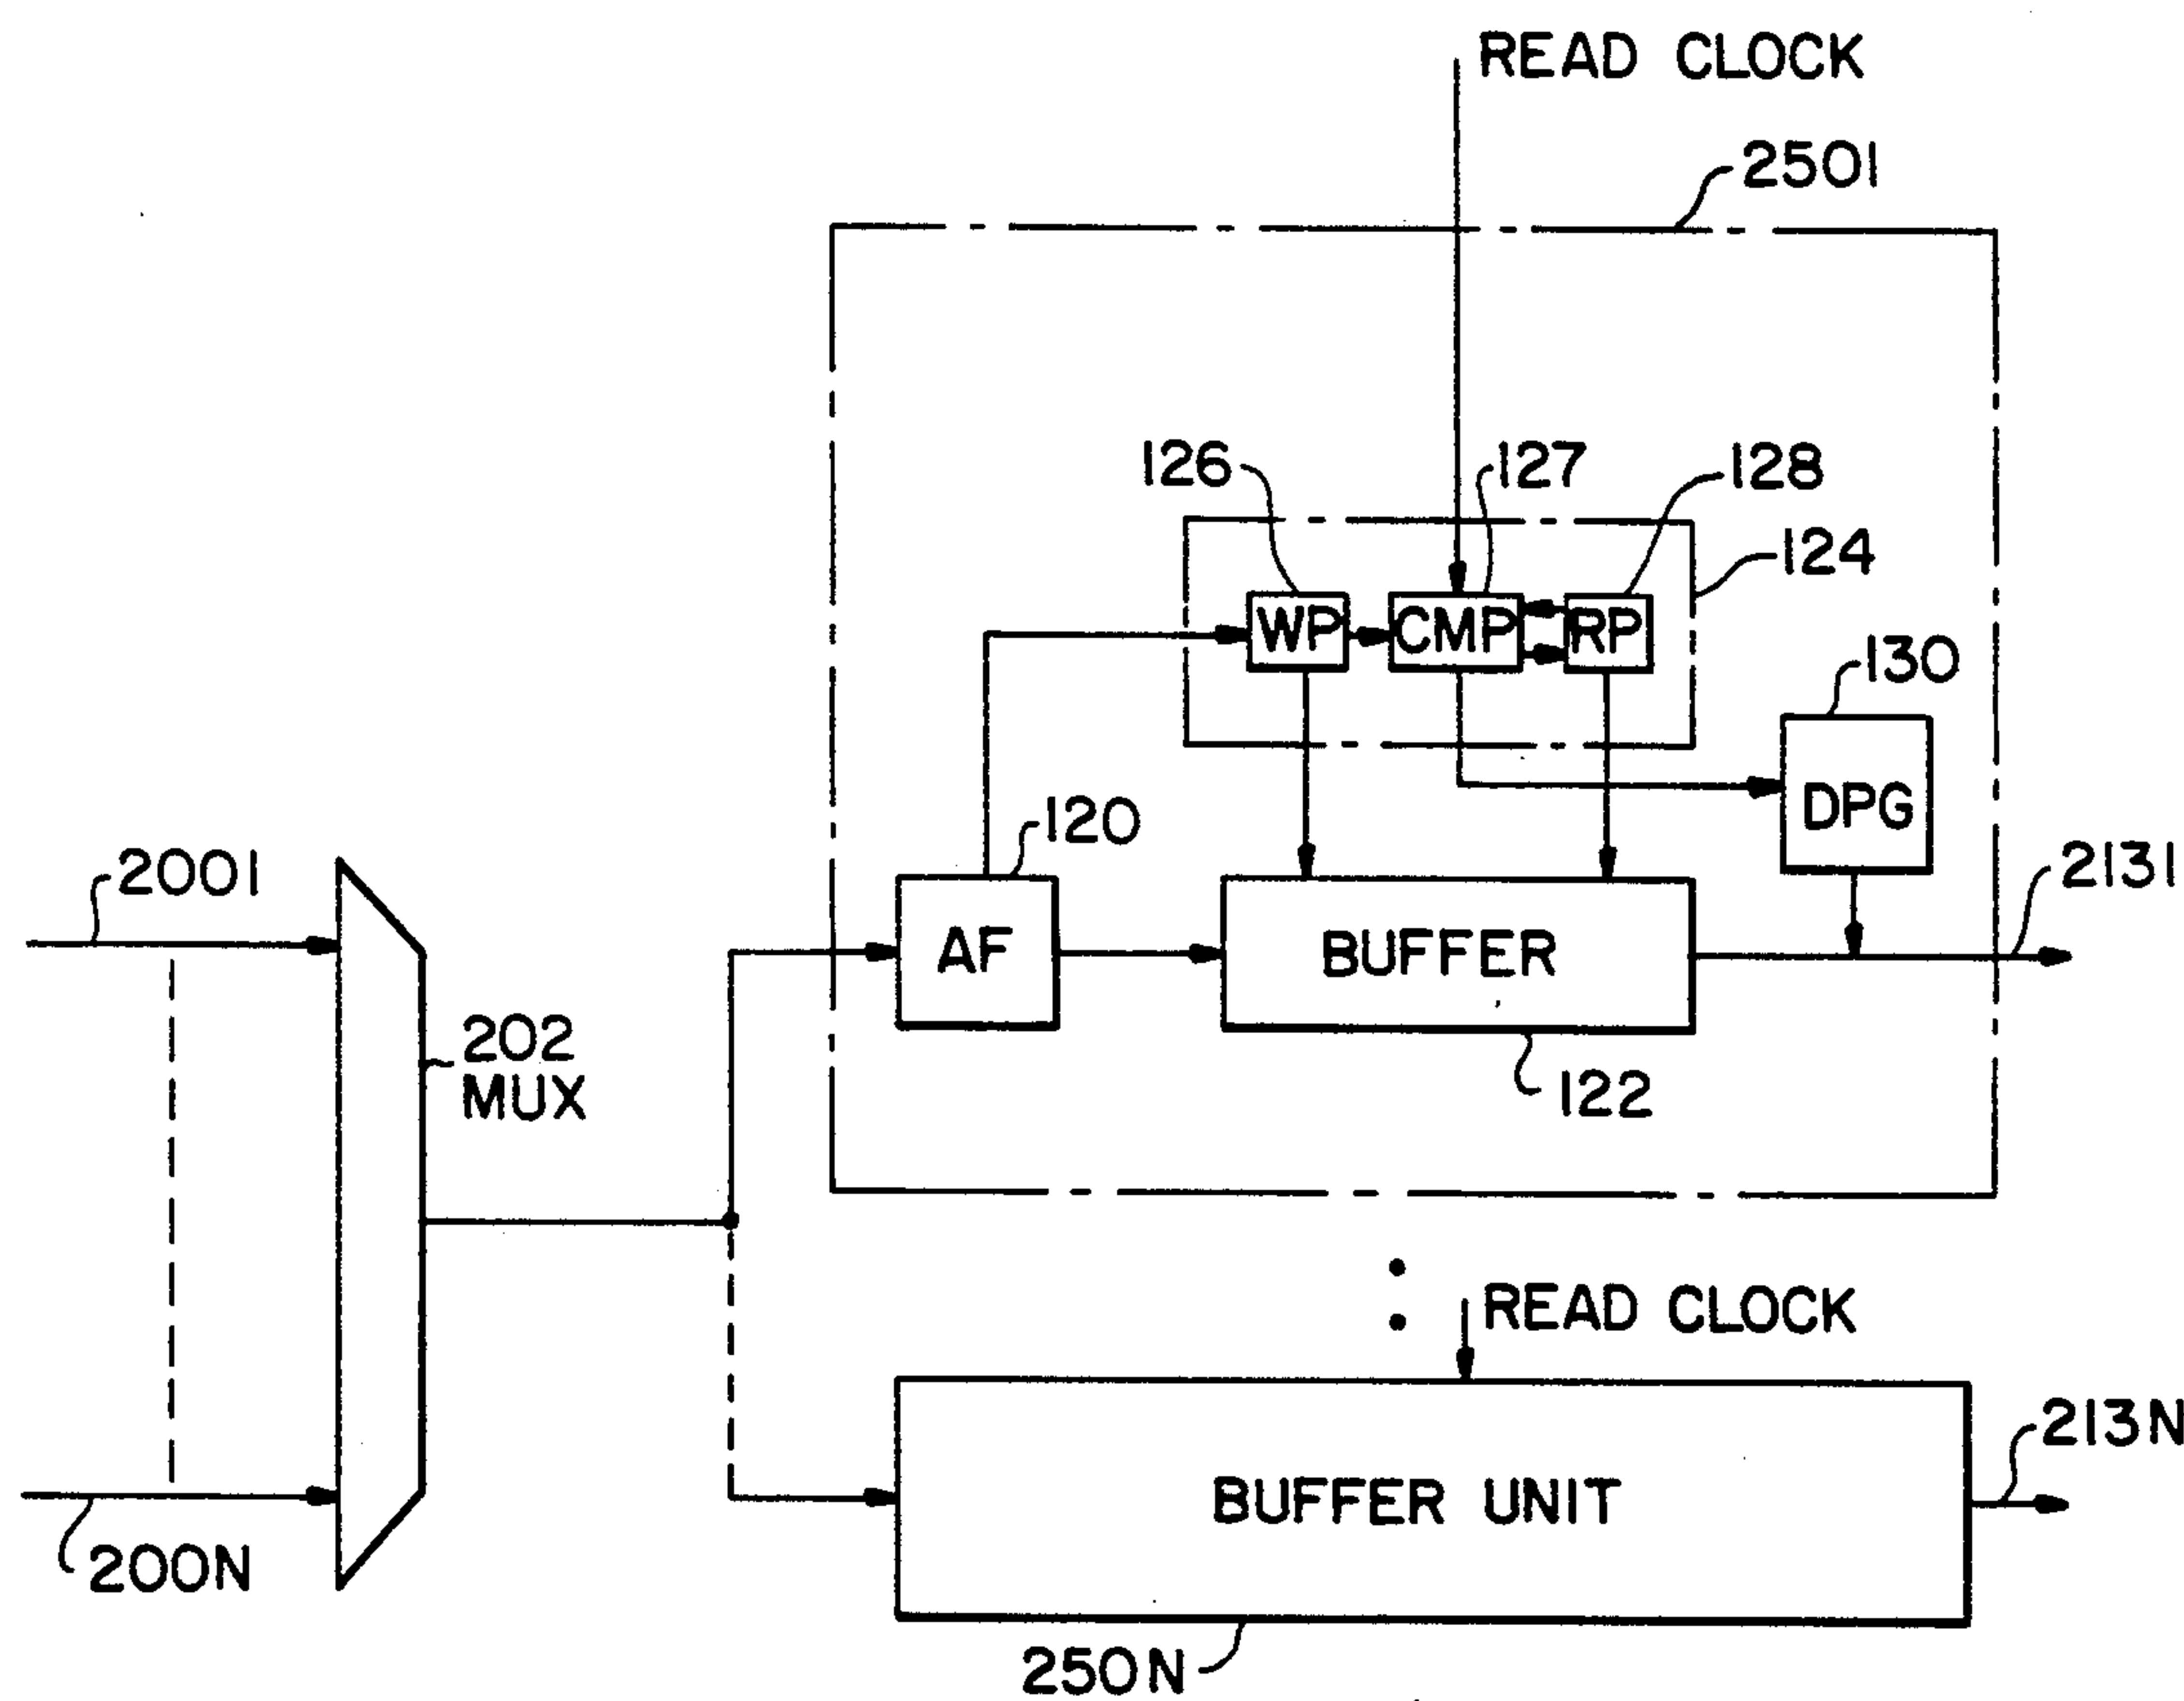 READ CLOCK
2501
126
127
128
124
WP
CMP
RP
130
DPG
120
2001
2131
AF
BUFFER
202
MUX
122
READ CLOCK
213N
BUFFER UNIT
200N
250N